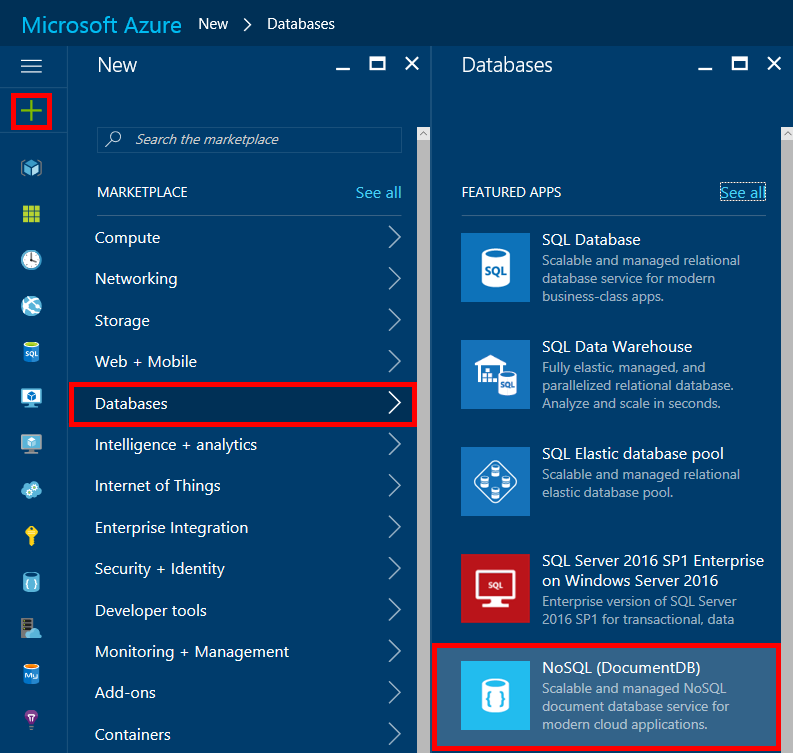 Microsoft Azure New > Databases
New
Search the marketplace
MARKETPLACE See all
Compute
Networking
Storage
Web + Mobile
Databases
Intelligence + analytics
Internet of Things
Enterprise Integration
Security + Identity
Developer tools
Monitoring + Management
Add-ons
Containers
Databases
FEATURED APPS See all
SQL
SQL Database
Scalable and managed relational
database service for modern
business-class apps.
SQL
SQL Data Warehouse
Fully elastic, managed, and
parallelized relational database.
Analyze and scale in seconds.
SQL Elastic database pool
Scalable and managed relational
elastic database pool.
SQL
SQL Server 2016 SP1 Enterprise
on Windows Server 2016
Enterprise version of SQL Server
2016 SP1 for transactional, data
{ }
NoSQL (DocumentDB)
Scalable and managed NoSQL
document database service for
modern cloud applications.
SQL
{ }
My